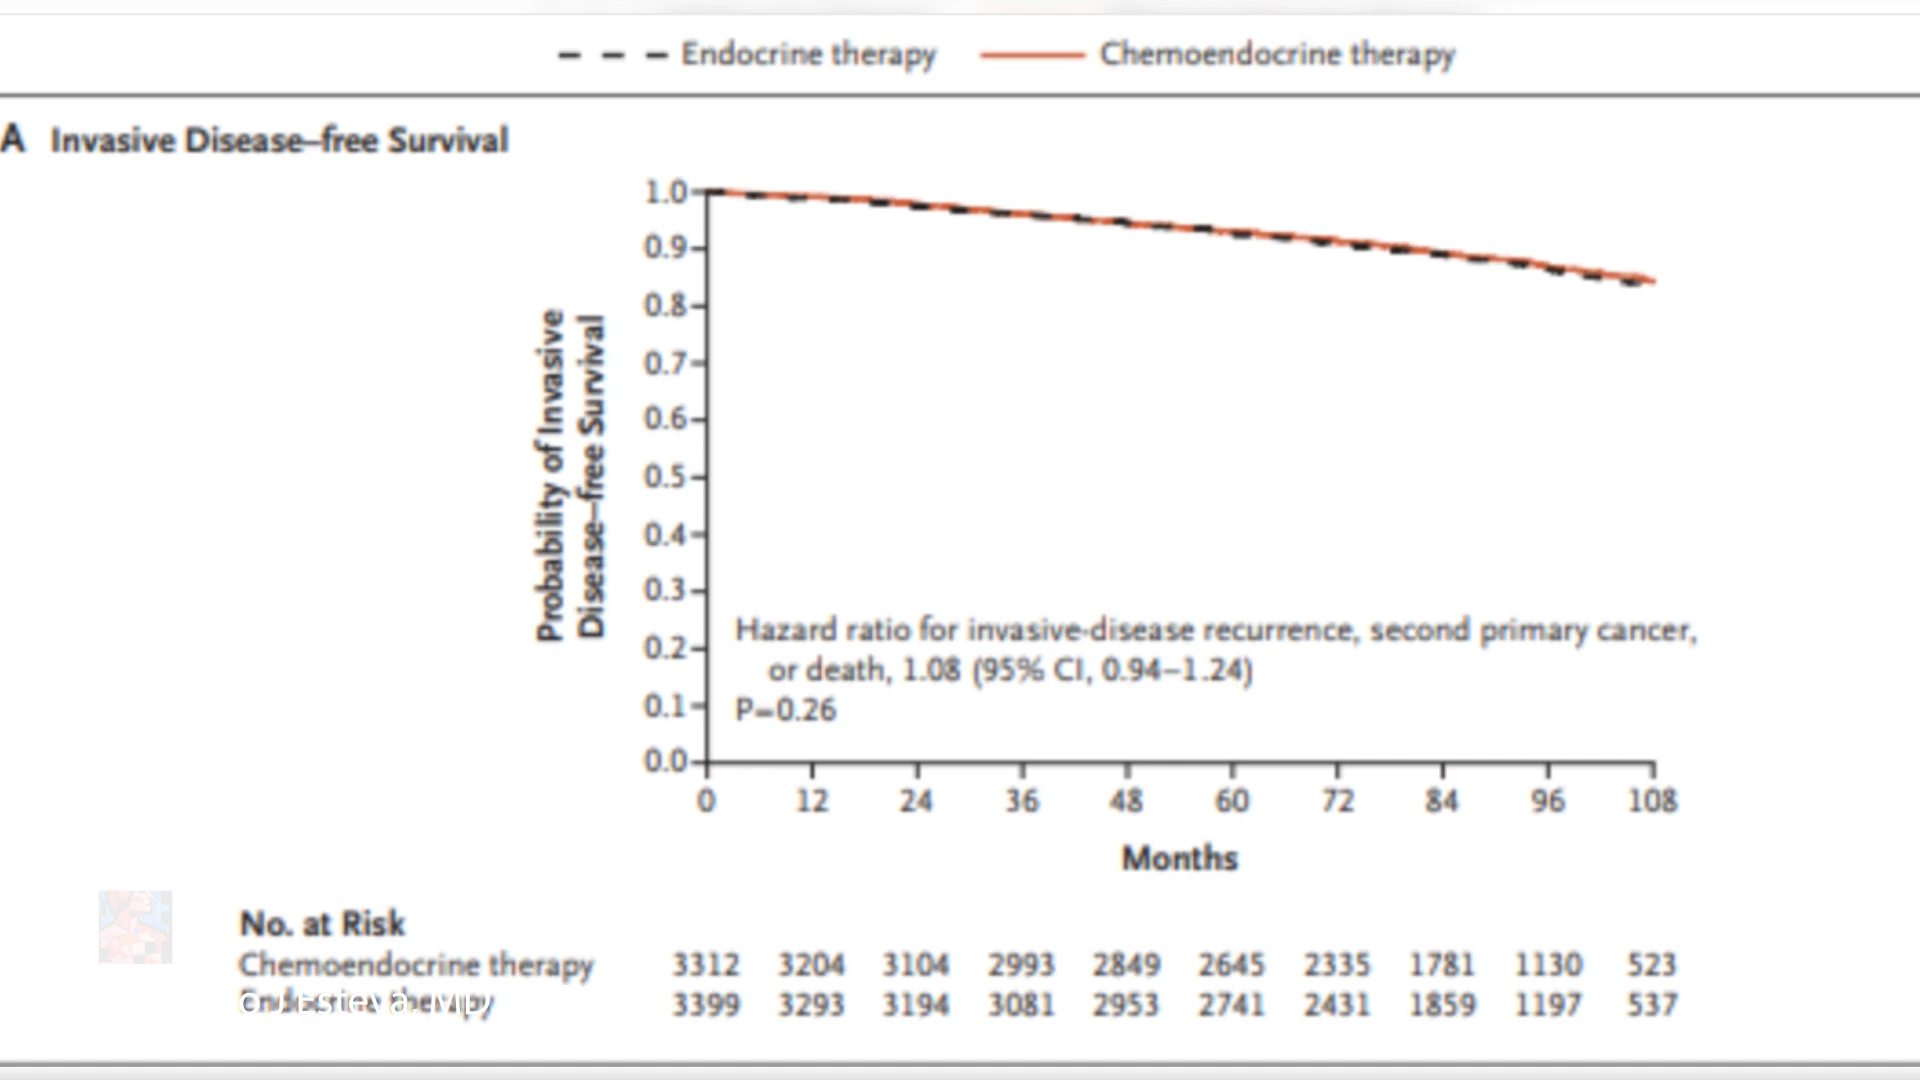 Endocrine therapy Chemoendocrine therapy
A Invasive Disease–free Survival
Probability of Invasive
Disease–free Survival
1.0
0.9
0.8
0.7
0.6
0.5
0.4
0.3
0.2
0.1
0.0
Hazard ratio for invasive-disease recurrence, second primary cancer,
or death, 1.08 (95% CI, 0.94–1.24)
P=0.26
0 12 24 36 48 60 72 84 96 108
Months
No. at Risk
Chemoendocrine therapy 3312 3204 3104 2993 2849 2645 2335 1781 1130 523
Endocrine therapy 3399 3293 3194 3081 2953 2741 2431 1859 1197 537
Esteva, MD